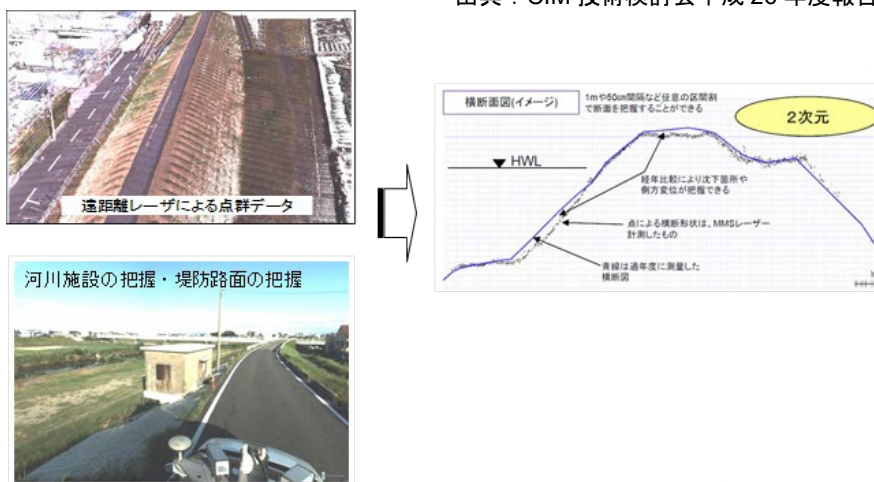 出典：CIM 技術検討会平成 26 年度報告
遠距離レーザによる点群データ
河川施設の把握・堤防路面の把握
横断面図(イメージ)
1mや50cm間隔など任意の区間割
で断面を把握することができる
2次元
HWL
経年比較により沈下箇所や
側方変位が把握できる
点による横断形状は、MMSレーザー
計測したもの
青線は過年度に測量した
横断図